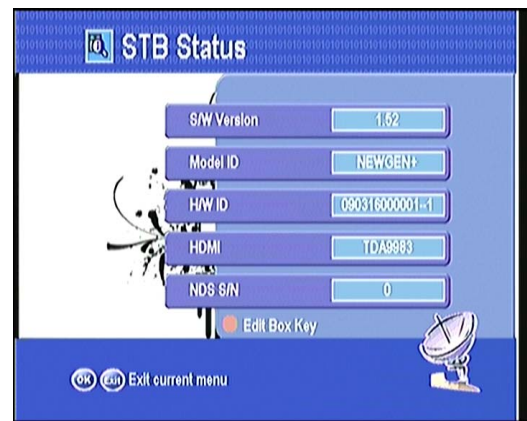 STB Status
S/W Version 1.52
Model ID NEWGEN+
H/W ID 090316000001--1
HDMI TDA9983
NDS S/N 0
Edit Box Key
OK Exit Exit current menu